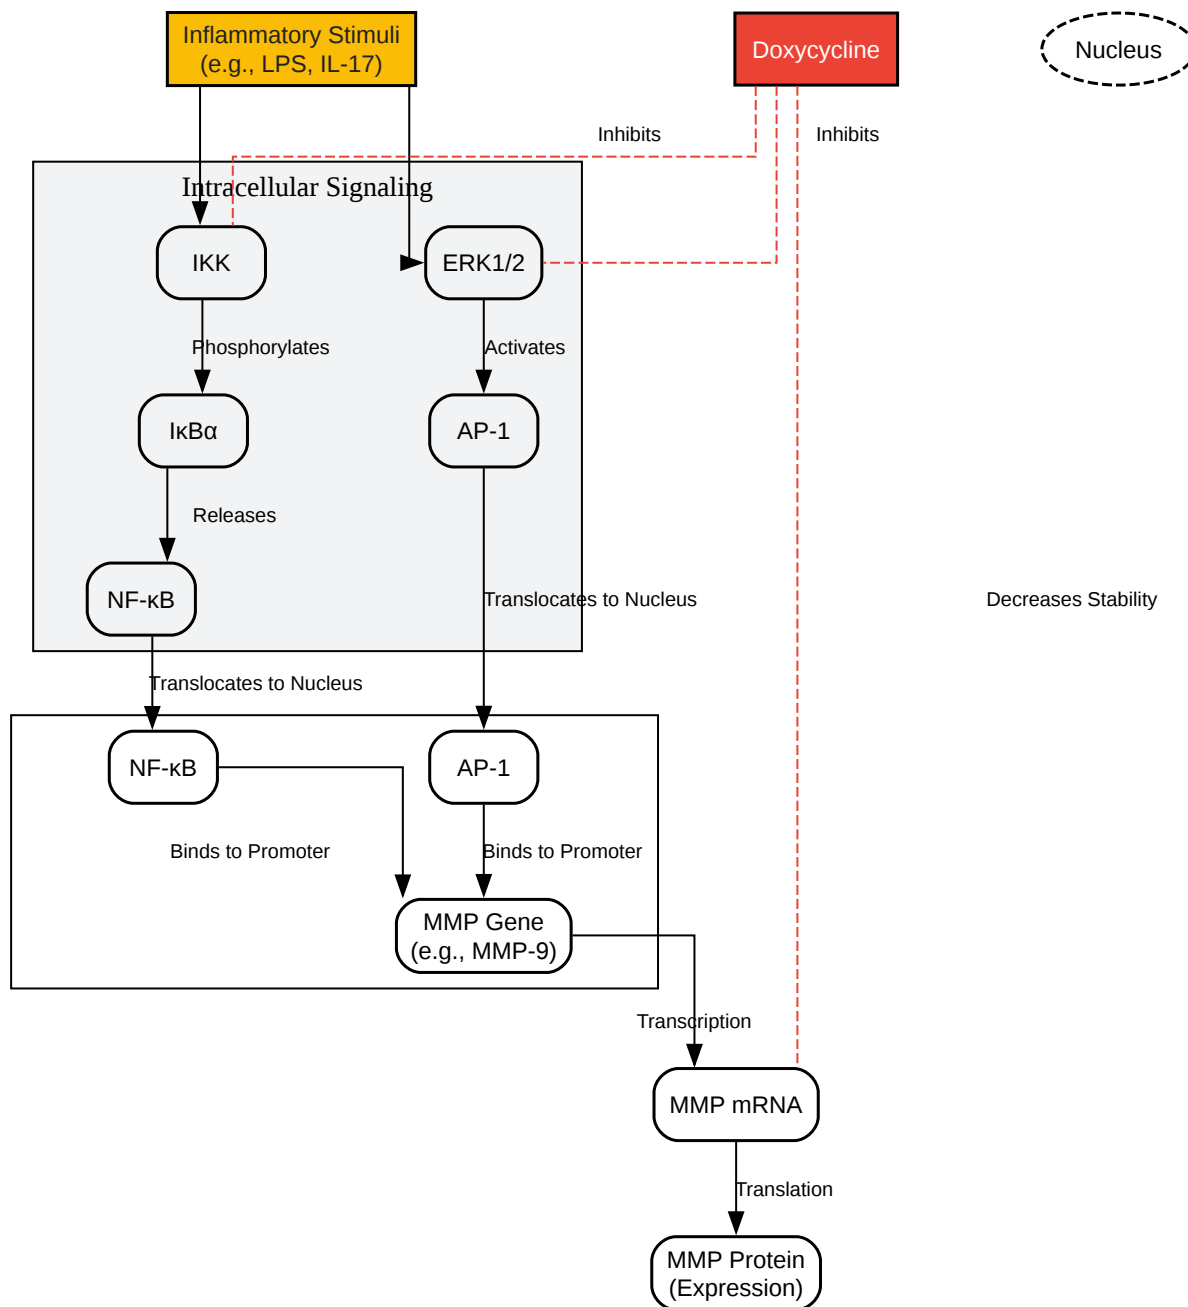 Inflammatory Stimuli
(e.g., LPS, IL-17)
Doxycycline
Nucleus
Inhibits
Inhibits
Intracellular Signaling
IKK
ERK1/2
Phosphorylates
Activates
IκBα
AP-1
Releases
NF-κB
Translocates to Nucleus
Decreases Stability
Translocates to Nucleus
NF-κB
AP-1
Binds to Promoter
Binds to Promoter
MMP Gene
(e.g., MMP-9)
Transcription
MMP mRNA
Translation
MMP Protein
(Expression)